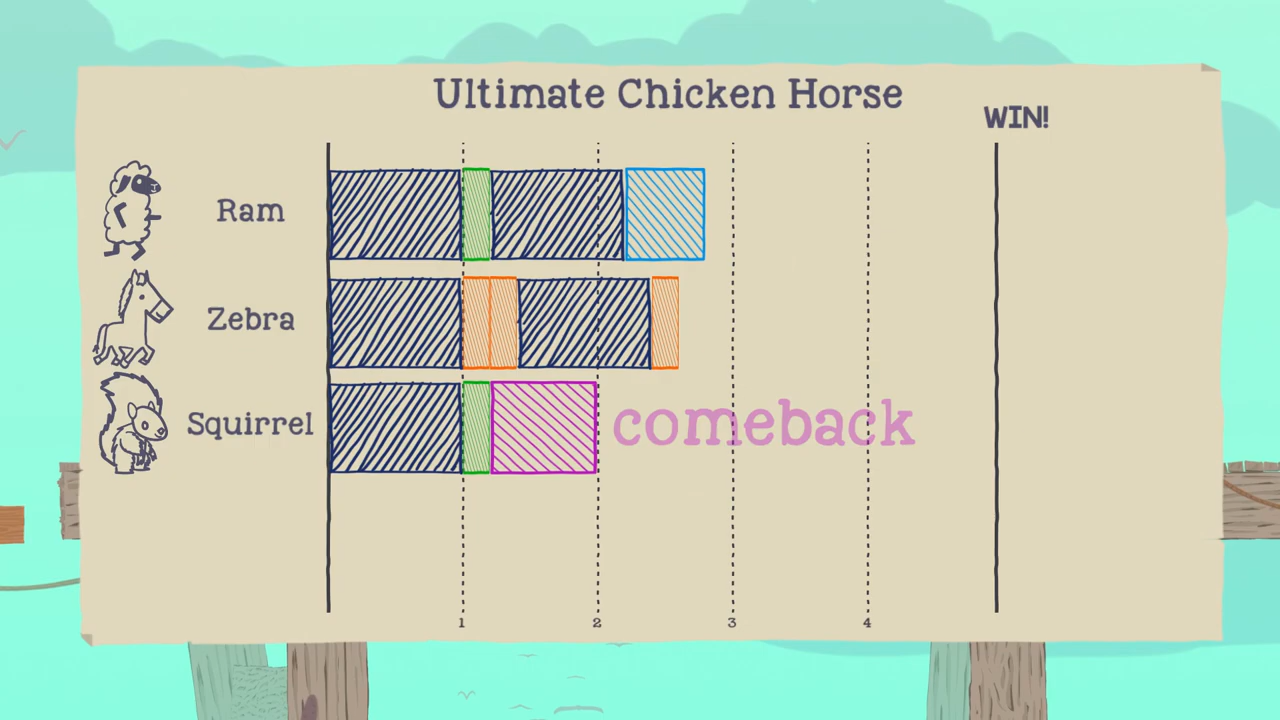 Ultimate Chicken Horse
WIN!
Ram
Zebra
Squirrel
comeback
1 2 3 4